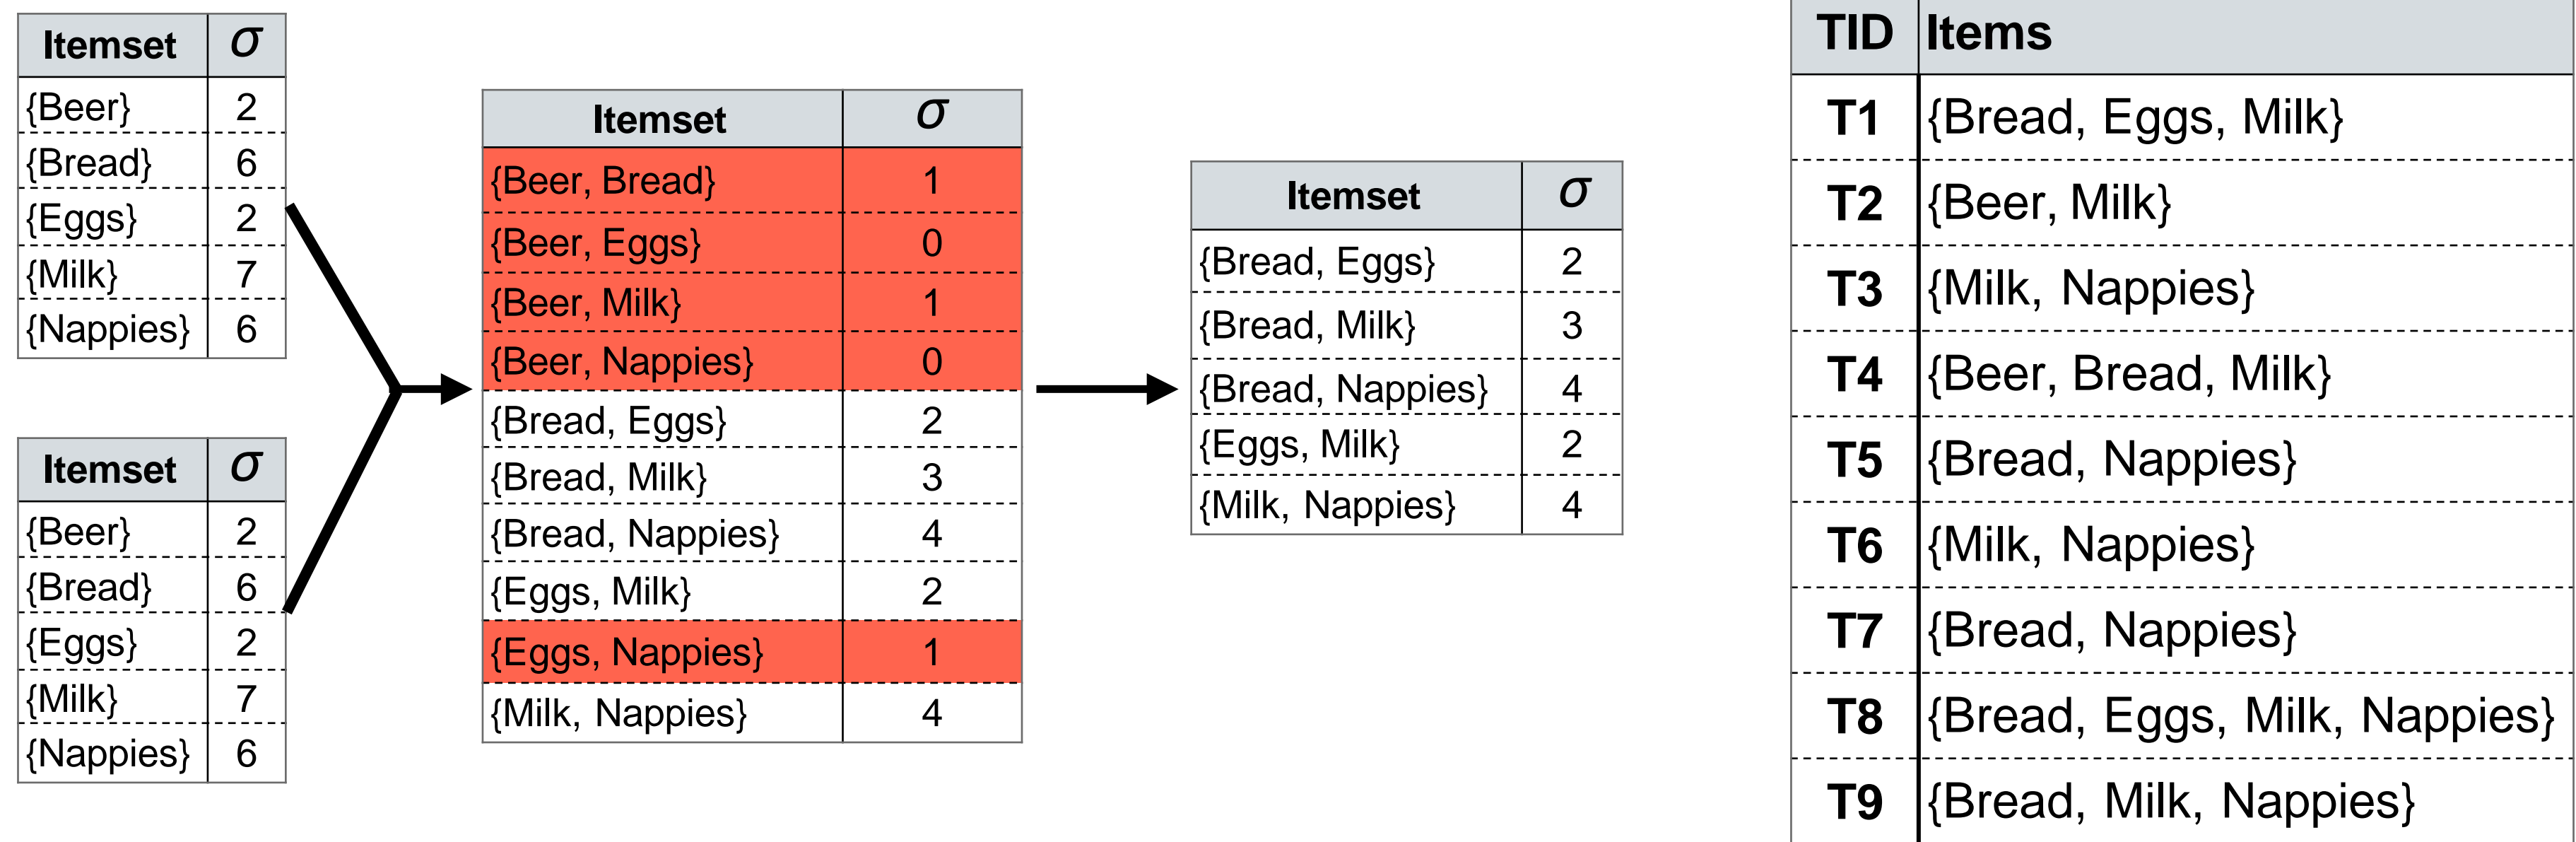 Itemset σ
{Beer} 2
{Bread} 6
{Eggs} 2
{Milk} 7
{Nappies} 6
Itemset σ
{Beer} 2
{Bread} 6
{Eggs} 2
{Milk} 7
{Nappies} 6
Itemset σ
{Beer, Bread} 1
{Beer, Eggs} 0
{Beer, Milk} 1
{Beer, Nappies} 0
{Bread, Eggs} 2
{Bread, Milk} 3
{Bread, Nappies} 4
{Eggs, Milk} 2
{Eggs, Nappies} 1
{Milk, Nappies} 4
Itemset σ
{Bread, Eggs} 2
{Bread, Milk} 3
{Bread, Nappies} 4
{Eggs, Milk} 2
{Milk, Nappies} 4
TID Items
T1 {Bread, Eggs, Milk}
T2 {Beer, Milk}
T3 {Milk, Nappies}
T4 {Beer, Bread, Milk}
T5 {Bread, Nappies}
T6 {Milk, Nappies}
T7 {Bread, Nappies}
T8 {Bread, Eggs, Milk, Nappies}
T9 {Bread, Milk, Nappies}